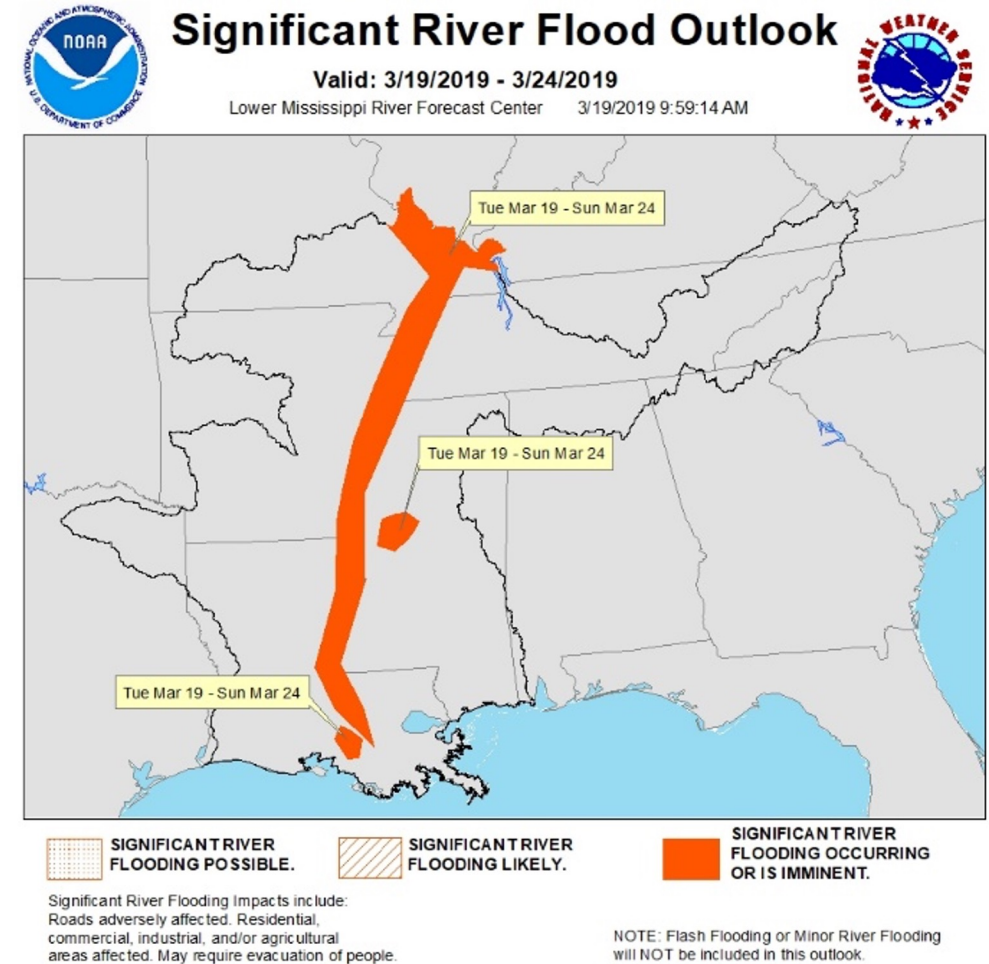 NATIONAL OCEANIC AND ATMOSPHERIC ADMINISTRATION
NOAA
U.S. DEPARTMENT OF COMMERCE
Significant River Flood Outlook
Valid: 3/19/2019 - 3/24/2019
Lower Mississippi River Forecast Center 3/19/2019 9:59:14 AM
NATIONAL WEATHER SERVICE
Tue Mar 19 - Sun Mar 24
Tue Mar 19 - Sun Mar 24
Tue Mar 19 - Sun Mar 24
SIGNIFICANT RIVER
FLOODING POSSIBLE.
SIGNIFICANT RIVER
FLOODING LIKELY.
SIGNIFICANT RIVER
FLOODING OCCURRING
OR IS IMMINENT.
Significant River Flooding Impacts include:
Roads adversely affected. Residential,
commercial, industrial, and/or agricultural
areas affected. May require evacuation of people.
NOTE: Flash Flooding or Minor River Flooding
will NOT be included in this outlook.